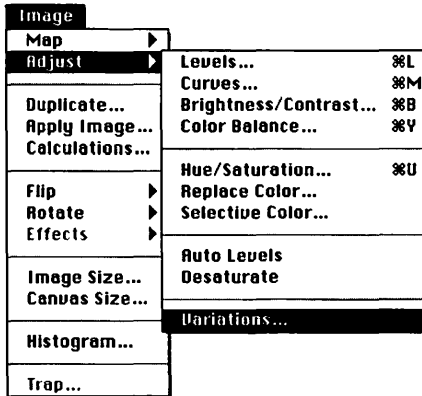 Image
Map
Adjust
Duplicate...
Apply Image...
Calculations...
Flip
Rotate
Effects
Image Size...
Canvas Size...
Histogram...
Trap...
Levels... ⌘L
Curves... ⌘M
Brightness/Contrast... ⌘B
Color Balance... ⌘Y
Hue/Saturation... ⌘U
Replace Color...
Selective Color...
Auto Levels
Desaturate
Variations...